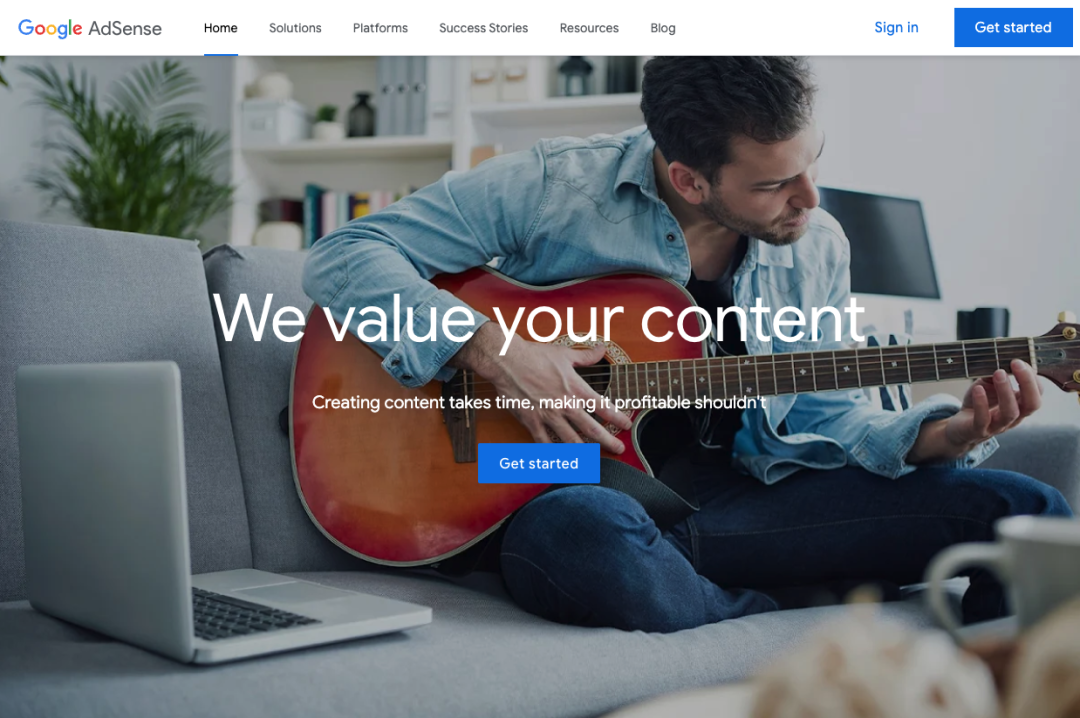 Google AdSense
Home
Solutions
Platforms
Success Stories
Resources
Blog
Sign in
Get started
We value your content
Creating content takes time, making it profitable shouldn't
Get started